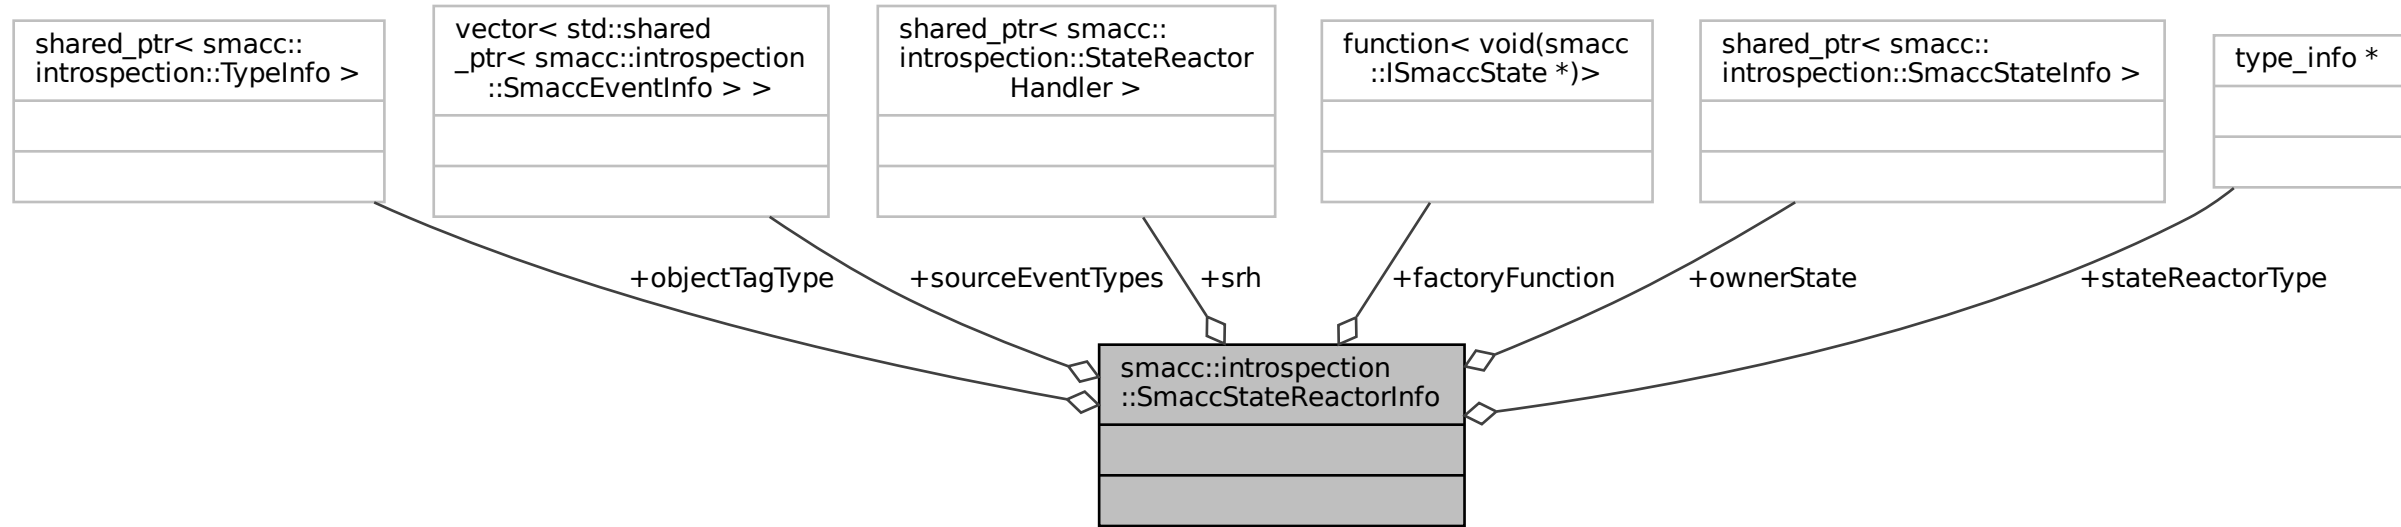 shared_ptr< smacc::
introspection::TypeInfo >
vector< std::shared
_ptr< smacc::introspection
::SmaccEventInfo > >
shared_ptr< smacc::
introspection::StateReactor
Handler >
function< void(smacc
::ISmaccState *)>
shared_ptr< smacc::
introspection::SmaccStateInfo >
type_info *
+objectTagType
+sourceEventTypes
+srh
+factoryFunction
+ownerState
+stateReactorType
smacc::introspection
::SmaccStateReactorInfo